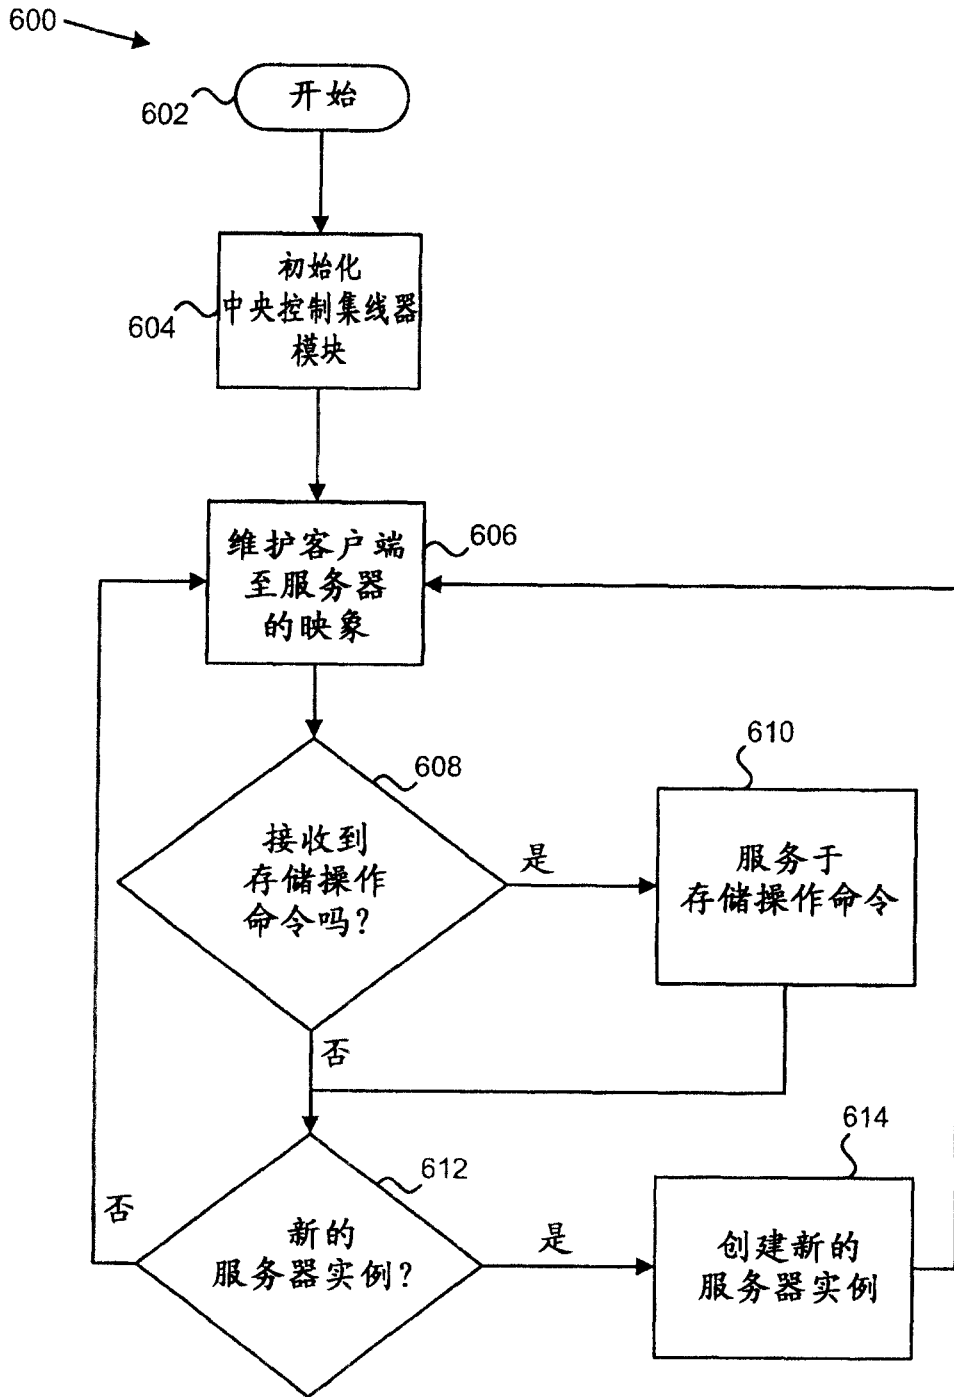 600
602
开始
604
初始化
中央控制集线器
模块
606
维护客户端
至服务器
的映象
608
接收到
存储操作
命令吗?
是
610
服务于
存储操作命令
否
612
新的
服务器实例?
否
是
614
创建新的
服务器实例